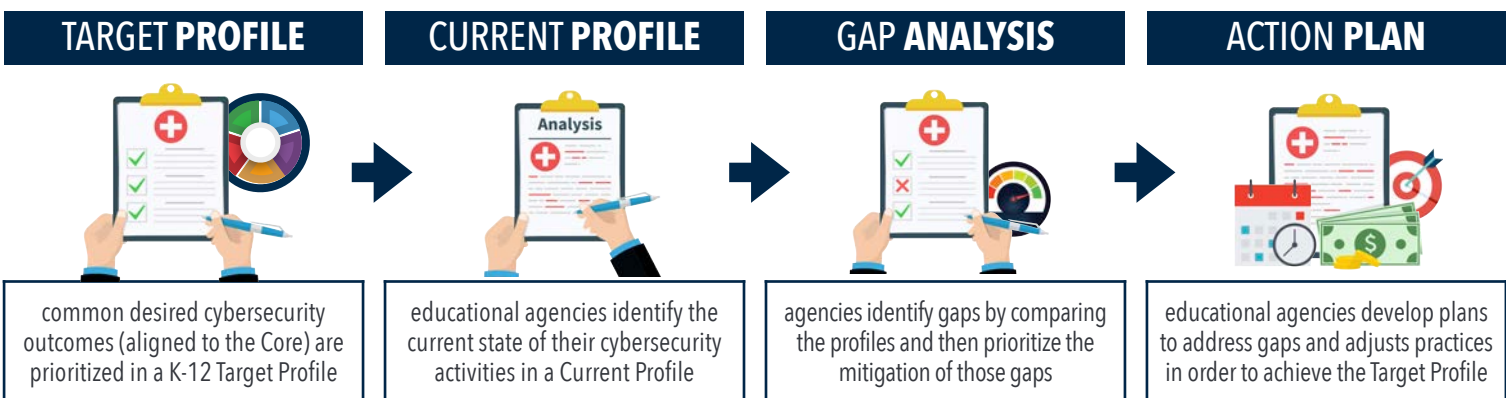 TARGET PROFILE
CURRENT PROFILE
GAP ANALYSIS
ACTION PLAN
Analysis
$
common desired cybersecurity
outcomes (aligned to the Core) are
prioritized in a K-12 Target Profile
educational agencies identify the
current state of their cybersecurity
activities in a Current Profile
agencies identify gaps by comparing
the profiles and then prioritize the
mitigation of those gaps
educational agencies develop plans
to address gaps and adjusts practices
in order to achieve the Target Profile